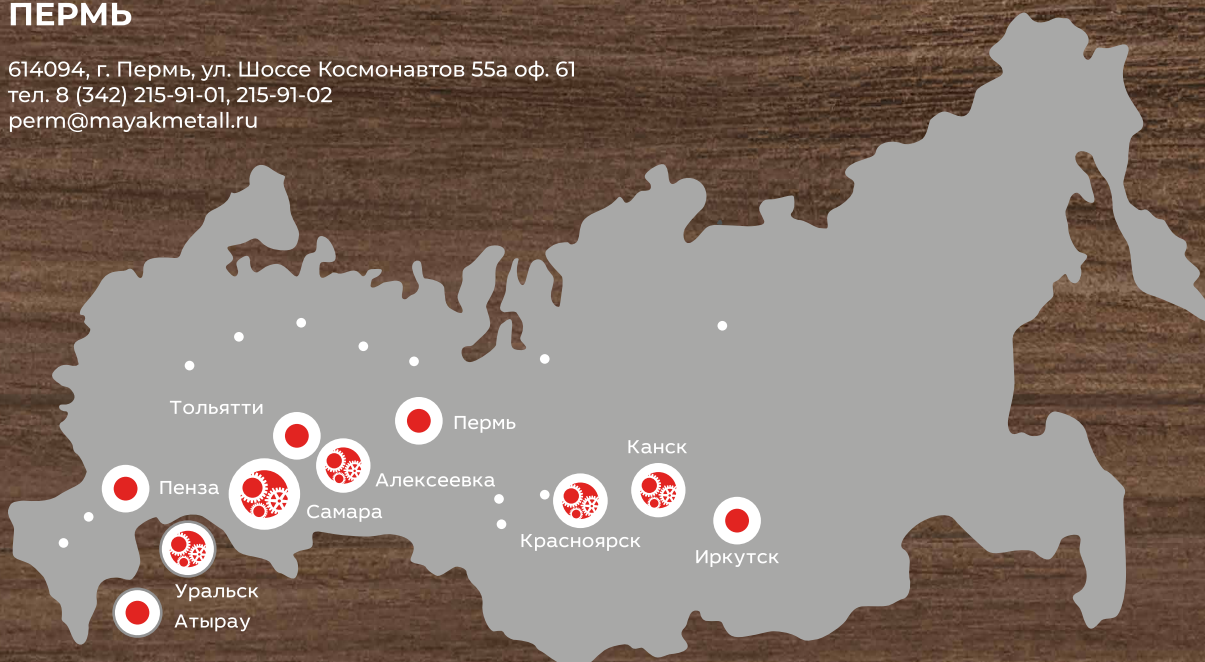 ПЕРМЬ
614094, г. Пермь, ул. Шоссе Космонавтов 55а оф. 61
тел. 8 (342) 215-91-01, 215-91-02
perm@mayakmetall.ru
Тольятти
Пермь
Канск
Алексеевка
Пенза
Самара
Красноярск
Иркутск
Уральск
Атырау